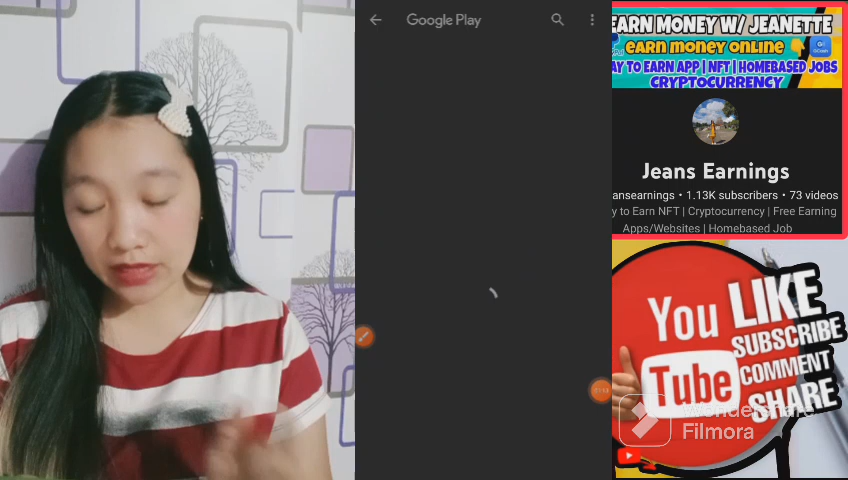 Google Play
EARN MONEY W/ JEANETTE
earn money online
AY TO EARN APP | NFT | HOMEBASED JOBS
CRYPTOCURRENCY
Jeans Earnings
ansearnings • 1.13K subscribers • 73 videos
y to Earn NFT | Cryptocurrency | Free Earning
Apps/Websites | Homebased Job
You
Tube
LIKE
SUBSCRIBE
COMMENT
SHARE
Wondershare
Filmora